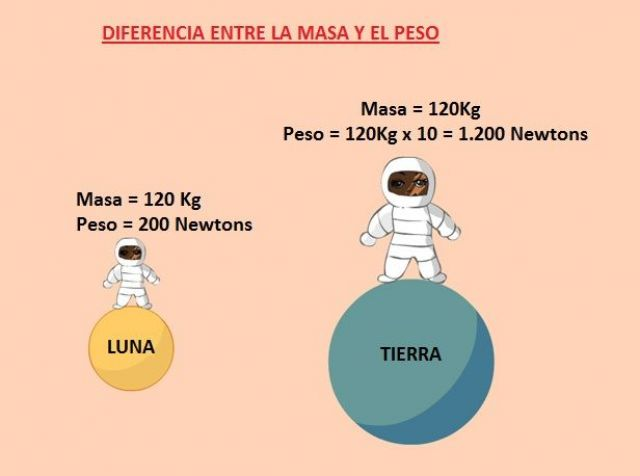 DIFERENCIA ENTRE LA MASA Y EL PESO
Masa = 120Kg
Peso = 120Kg x 10 = 1.200 Newtons
Masa = 120 Kg
Peso = 200 Newtons
LUNA
TIERRA